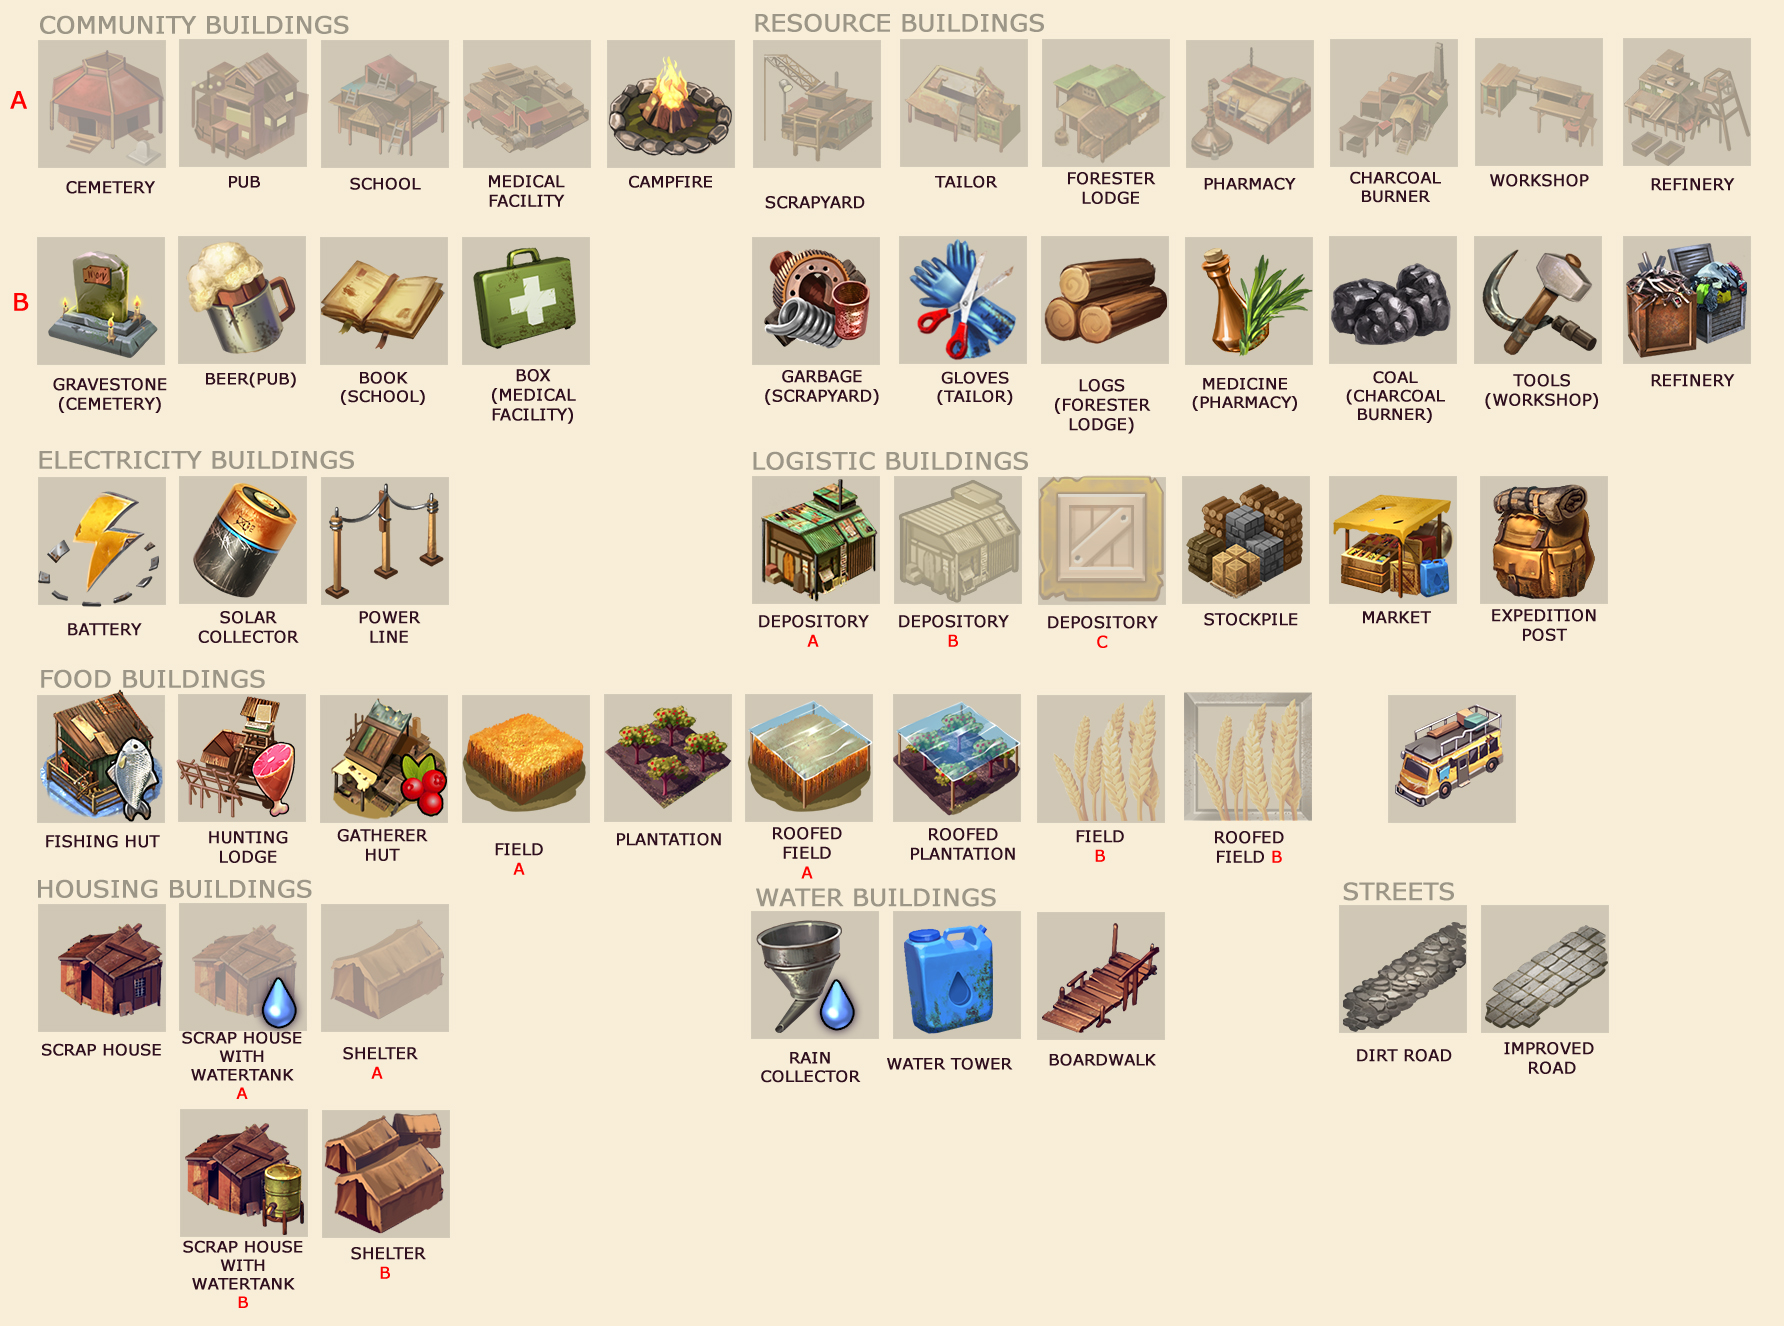 COMMUNITY BUILDINGS
RESOURCE BUILDINGS
A
CEMETERY
PUB
SCHOOL
MEDICAL
FACILITY
CAMPFIRE
SCRAPYARD
TAILOR
FORESTER
LODGE
PHARMACY
CHARCOAL
BURNER
WORKSHOP
REFINERY
B
GRAVESTONE
(CEMETERY)
BEER(PUB)
BOOK
(SCHOOL)
BOX
(MEDICAL
FACILITY)
GARBAGE
(SCRAPYARD)
GLOVES
(TAILOR)
LOGS
(FORESTER
LODGE)
MEDICINE
(PHARMACY)
COAL
(CHARCOAL
BURNER)
TOOLS
(WORKSHOP)
REFINERY
ELECTRICITY BUILDINGS
LOGISTIC BUILDINGS
BATTERY
SOLAR
COLLECTOR
POWER
LINE
DEPOSITORY
A
DEPOSITORY
B
DEPOSITORY
C
STOCKPILE
MARKET
EXPEDITION
POST
FOOD BUILDINGS
FISHING HUT
HUNTING
LODGE
GATHERER
HUT
FIELD
A
PLANTATION
ROOFED
FIELD
A
ROOFED
PLANTATION
FIELD
B
ROOFED
FIELD B
HOUSING BUILDINGS
WATER BUILDINGS
STREETS
SCRAP HOUSE
SCRAP HOUSE
WITH
WATERTANK
A
SHELTER
A
RAIN
COLLECTOR
WATER TOWER
BOARDWALK
DIRT ROAD
IMPROVED
ROAD
SCRAP HOUSE
WITH
WATERTANK
B
SHELTER
B